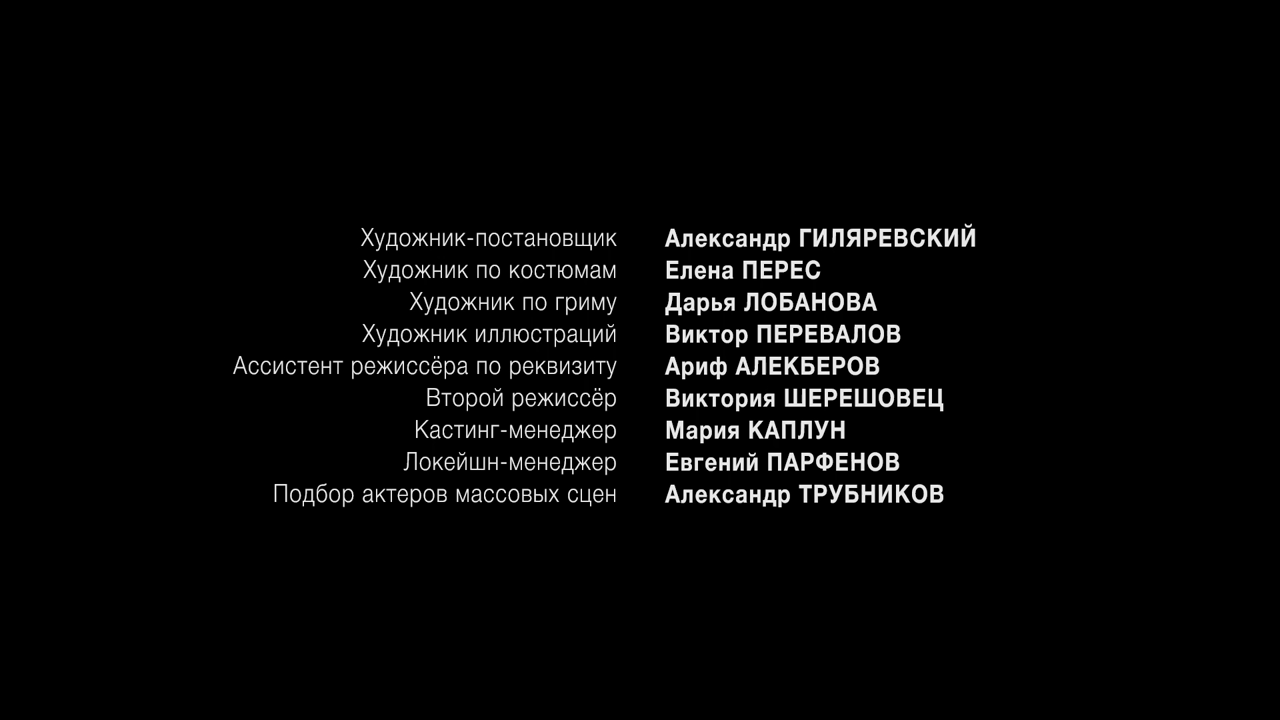 Художник-постановщик Александр ГИЛЯРЕВСКИЙ
Художник по костюмам Елена ПЕРЕС
Художник по гриму Дарья ЛОБАНОВА
Художник иллюстраций Виктор ПЕРЕВАЛОВ
Ассистент режиссёра по реквизиту Ариф АЛЕКБЕРОВ
Второй режиссёр Виктория ШЕРЕШОВЕЦ
Кастинг-менеджер Мария КАПЛУН
Локейшн-менеджер Евгений ПАРФЕНОВ
Подбор актеров массовых сцен Александр ТРУБНИКОВ